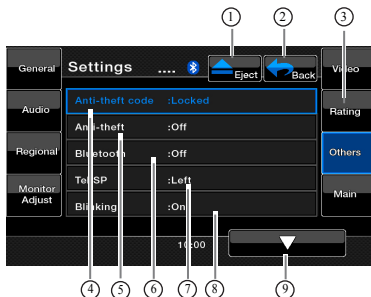 1 2 3
General Settings .... Eject Back Video
Anti-theft code :Locked
Audio Anti-theft :Off Rating
Regional Bluetooth :Off Others
Tel SP :Left
Monitor Adjust Blinking :On Main
10:00
4 5 6 7 8 9